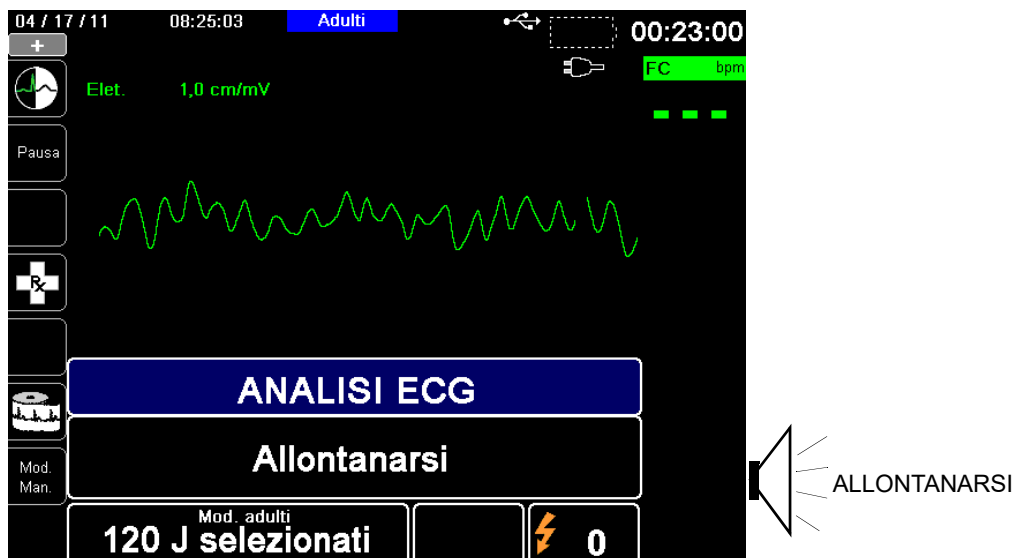 04 / 17 / 11 08:25:03 Adulti 00:23:00
+
FC bpm
Elet. 1,0 cm/mV
- - -
Pausa
Rx
ANALISI ECG
Allontanarsi
ALLONTANARSI
Mod.
Man.
Mod. adulti
120 J selezionati 0